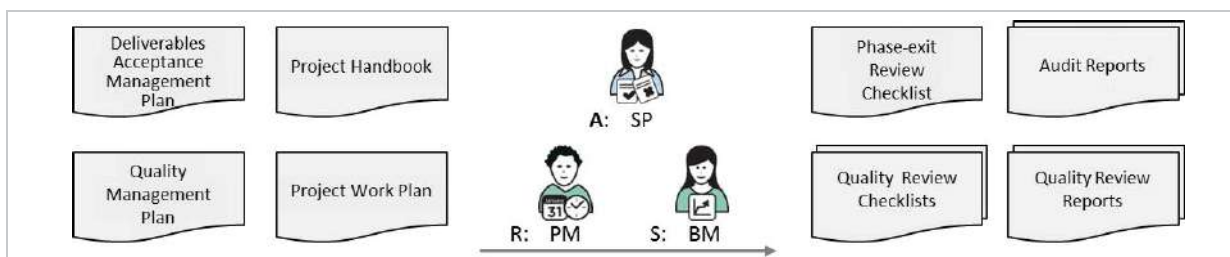 Deliverables
Acceptance
Management
Plan
Project Handbook
A: SP
Phase-exit
Review
Checklist
Audit Reports
Quality
Management
Plan
Project Work Plan
31
R: PM
S: BM
Quality Review
Checklists
Quality Review
Reports